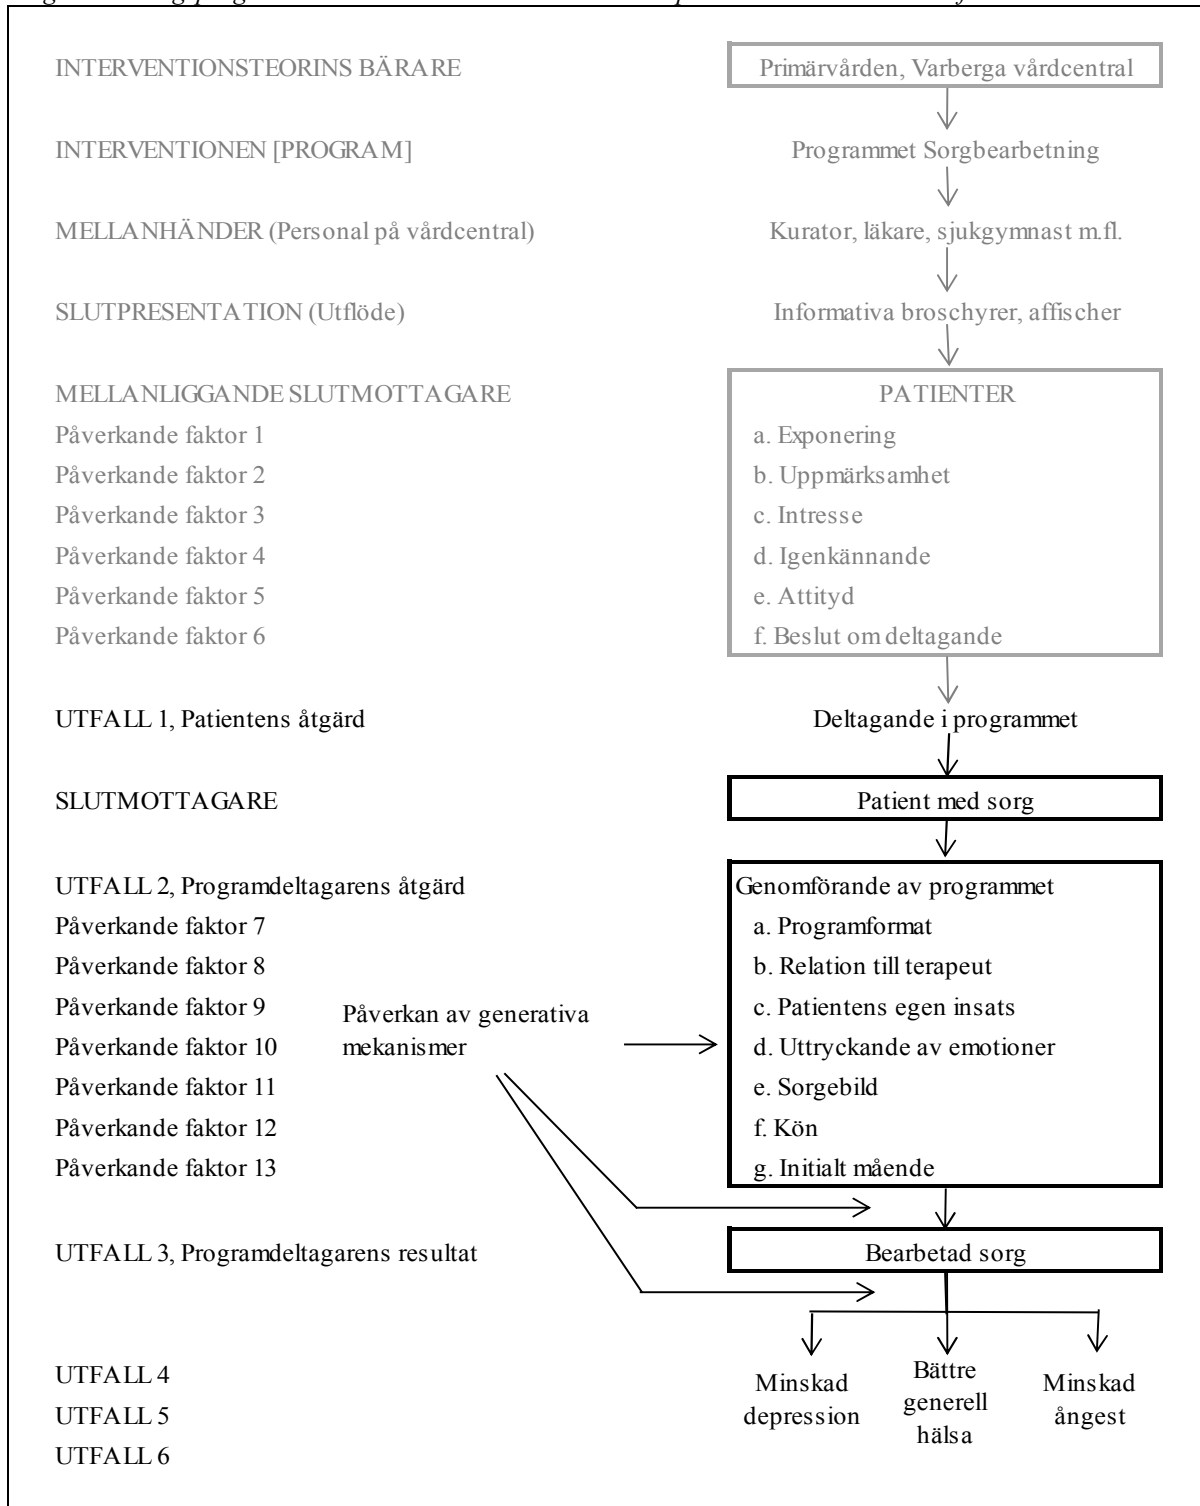 INTERVENTIONSTEORINS BÄRARE
Primärvården, Varberga vårdcentral
INTERVENTIONEN [PROGRAM]
Programmet Sorgbearbetning
MELLANHÄNDER (Personal på vårdcentral)
Kurator, läkare, sjukgymnast m.fl.
SLUTPRESENTATION (Utflöde)
Informativa broschyrer, affischer
MELLANLIGGANDE SLUTMOTTAGARE
PATIENTER
Påverkande faktor 1
a. Exponering
Påverkande faktor 2
b. Uppmärksamhet
Påverkande faktor 3
c. Intresse
Påverkande faktor 4
d. Igenkännande
Påverkande faktor 5
e. Attityd
Påverkande faktor 6
f. Beslut om deltagande
UTFALL 1, Patientens åtgärd
Deltagande i programmet
SLUTMOTTAGARE
Patient med sorg
UTFALL 2, Programdeltagarens åtgärd
Genomförande av programmet
Påverkande faktor 7
a. Programformat
Påverkande faktor 8
b. Relation till terapeut
Påverkande faktor 9
c. Patientens egen insats
Påverkande faktor 10
d. Uttryckande av emotioner
Påverkande faktor 11
e. Sorgebild
Påverkande faktor 12
f. Kön
Påverkande faktor 13
g. Initialt mående
Påverkan av generativa
mekanismer
UTFALL 3, Programdeltagarens resultat
Bearbetad sorg
UTFALL 4
UTFALL 5
UTFALL 6
Minskad
depression
Bättre
generell
hälsa
Minskad
ångest